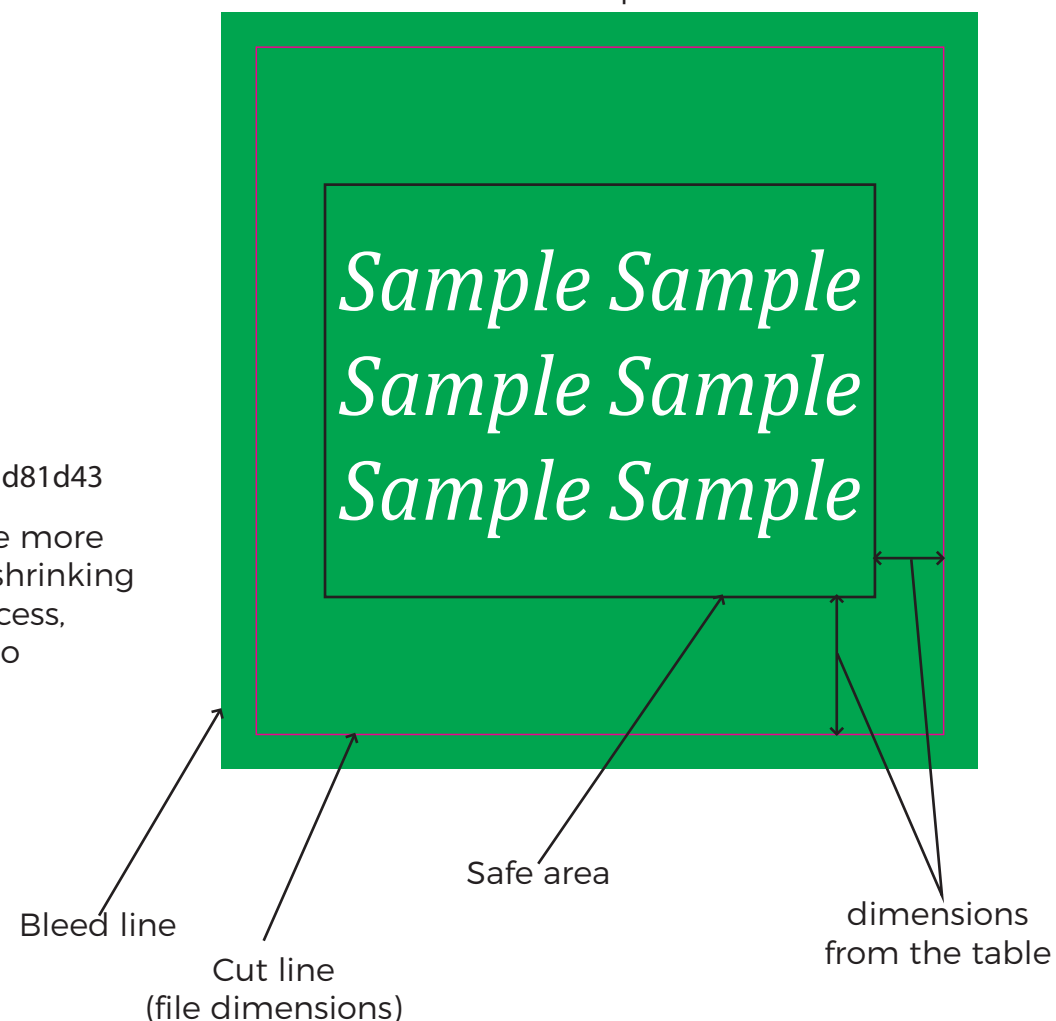 Sample Sample
Sample Sample
Sample Sample
d81d43
e more
shrinking
cess,
o
Safe area
Bleed line
dimensions
from the table
Cut line
(file dimensions)